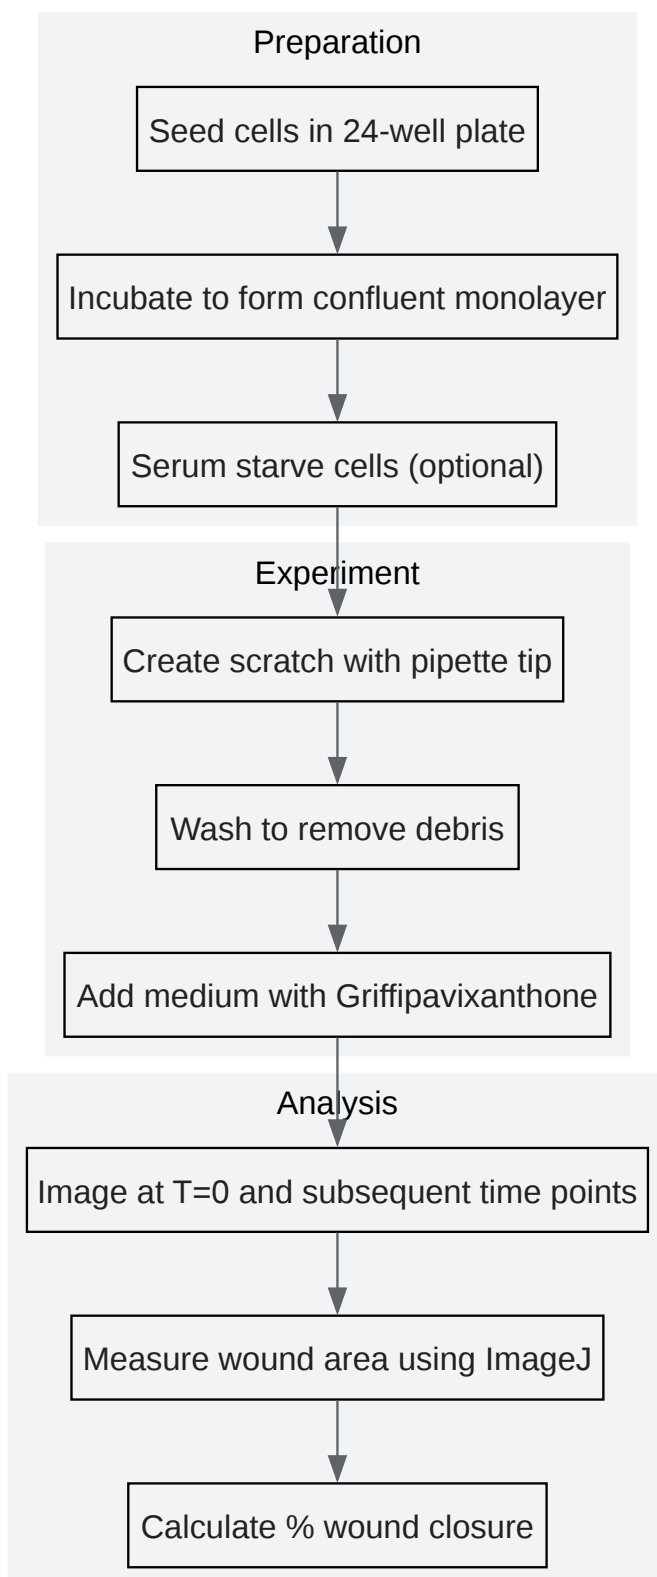 Preparation
Seed cells in 24-well plate
Incubate to form confluent monolayer
Serum starve cells (optional)
Experiment
Create scratch with pipette tip
Wash to remove debris
Add medium with Griffipavixanthone
Analysis
Image at T=0 and subsequent time points
Measure wound area using ImageJ
Calculate % wound closure